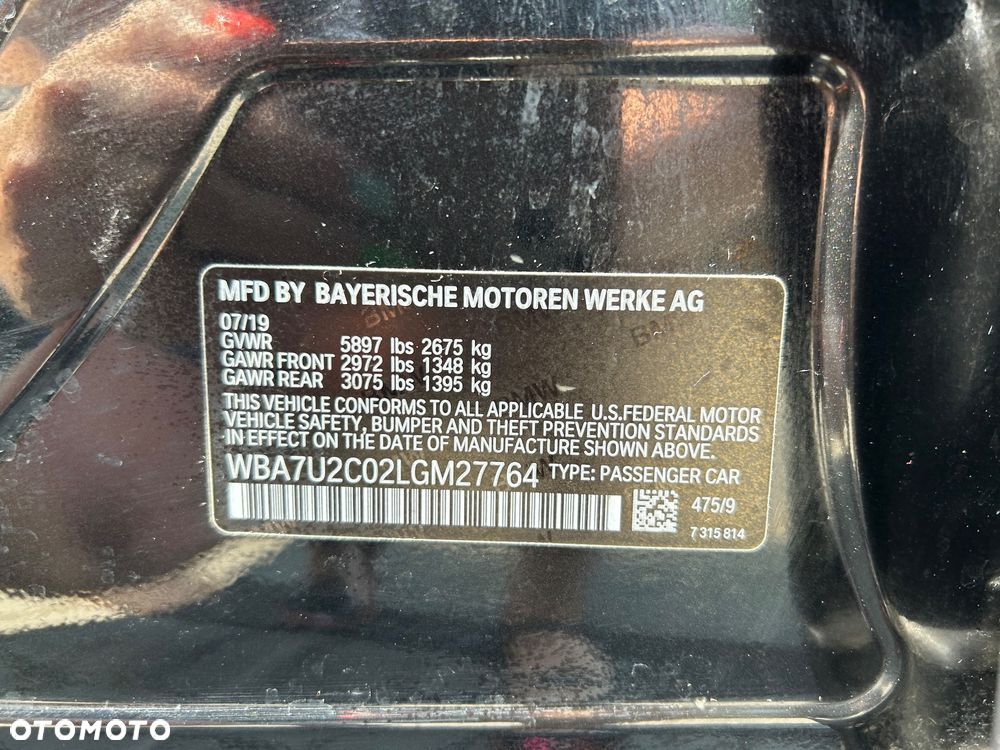 MFD BY BAYERISCHE MOTOREN WERKE AG
07/19
GVWR 5897 lbs 2675 kg
GAWR FRONT 2972 lbs 1348 kg
GAWR REAR 3075 lbs 1395 kg
THIS VEHICLE CONFORMS TO ALL APPLICABLE U.S.FEDERAL MOTOR
VEHICLE SAFETY, BUMPER AND THEFT PREVENTION STANDARDS
IN EFFECT ON THE DATE OF MANUFACTURE SHOWN ABOVE.
WBA7U2C02LGM27764 TYPE: PASSENGER CAR
475/9
7 315 814
OTOMOTO